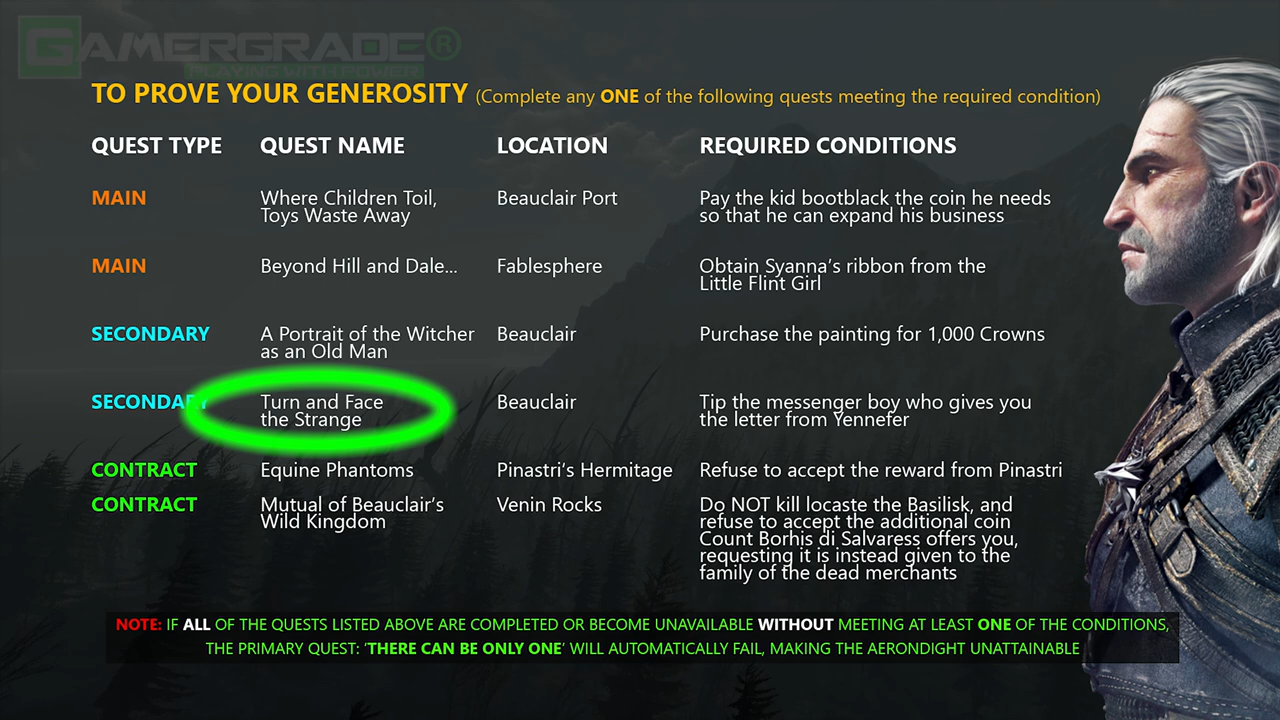 GAMERGRADE®
PLAYING WITH POWER
TO PROVE YOUR GENEROSITY (Complete any ONE of the following quests meeting the required condition)
QUEST TYPE QUEST NAME LOCATION REQUIRED CONDITIONS
MAIN Where Children Toil, Beauclair Port Pay the kid bootblack the coin he needs
Toys Waste Away so that he can expand his business
MAIN Beyond Hill and Dale... Fablesphere Obtain Syanna's ribbon from the
Little Flint Girl
SECONDARY A Portrait of the Witcher Beauclair Purchase the painting for 1,000 Crowns
as an Old Man
SECONDARY Turn and Face Beauclair Tip the messenger boy who gives you
the Strange the letter from Yennefer
CONTRACT Equine Phantoms Pinastri's Hermitage Refuse to accept the reward from Pinastri
CONTRACT Mutual of Beauclair's Venin Rocks Do NOT kill locaste the Basilisk, and
Wild Kingdom refuse to accept the additional coin
Count Borhis di Salvaress offers you,
requesting it is instead given to the
family of the dead merchants
NOTE: IF ALL OF THE QUESTS LISTED ABOVE ARE COMPLETED OR BECOME UNAVAILABLE WITHOUT MEETING AT LEAST ONE OF THE CONDITIONS,
THE PRIMARY QUEST: 'THERE CAN BE ONLY ONE' WILL AUTOMATICALLY FAIL, MAKING THE AERONDIGHT UNATTAINABLE